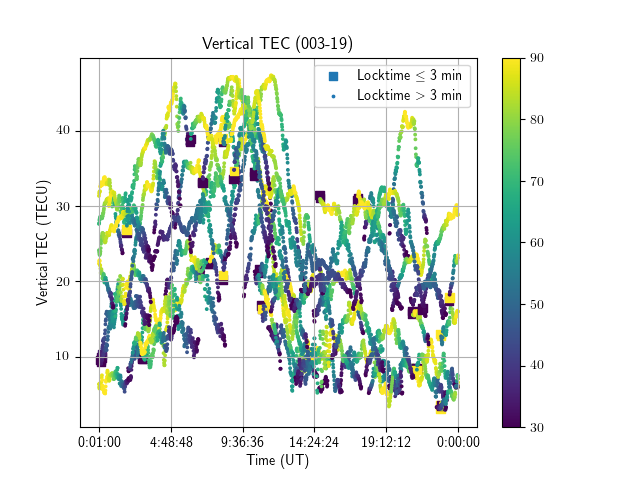 Vertical TEC (003-19)
Locktime ≤ 3 min
Locktime > 3 min
Vertical TEC (TECU)
40
30
20
10
0:01:00 4:48:48 9:36:36 14:24:24 19:12:12 0:00:00
Time (UT)
90
80
70
60
50
40
30